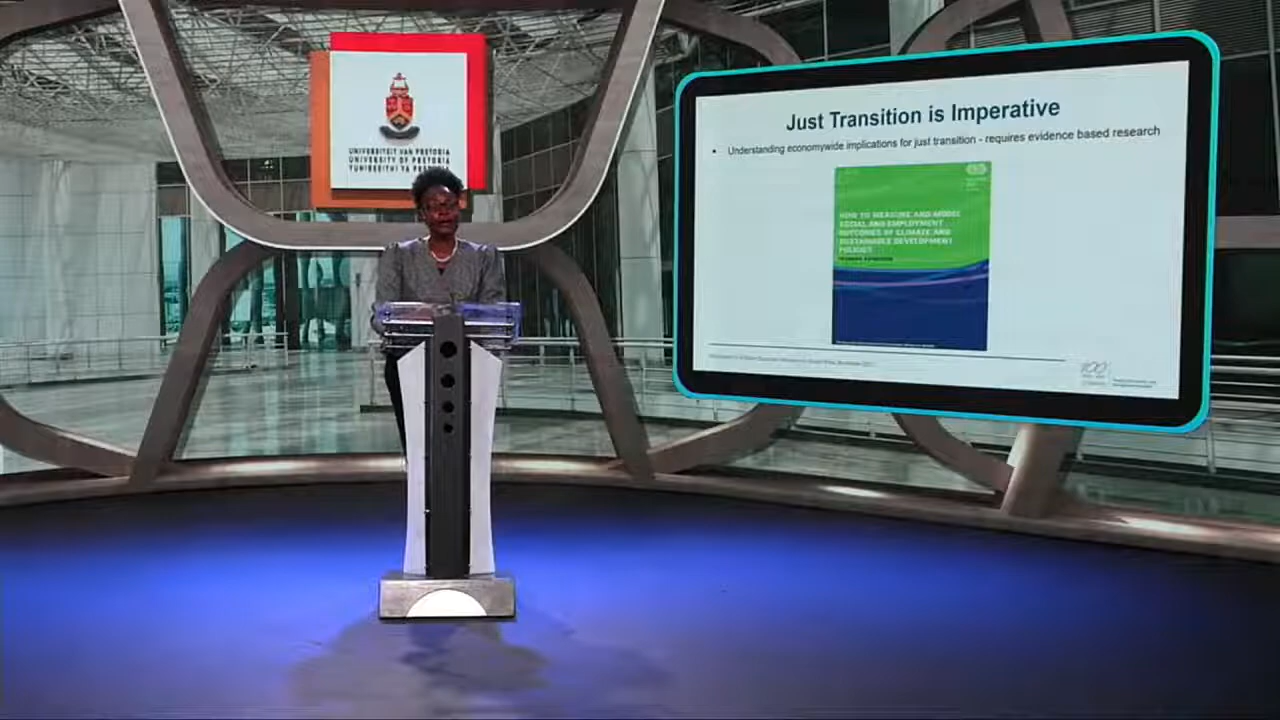 UNIVERSITEIT VAN PRETORIA
UNIVERSITY OF PRETORIA
YUNIBESITHI YA PRETORIA
Just Transition is Imperative
• Understanding economywide implications for just transition - requires evidence based research
HOW TO MEASURE AND MODEL
SOCIAL AND EMPLOYMENT
OUTCOMES OF CLIMATE AND
SUSTAINABLE DEVELOPMENT
POLICIES
100